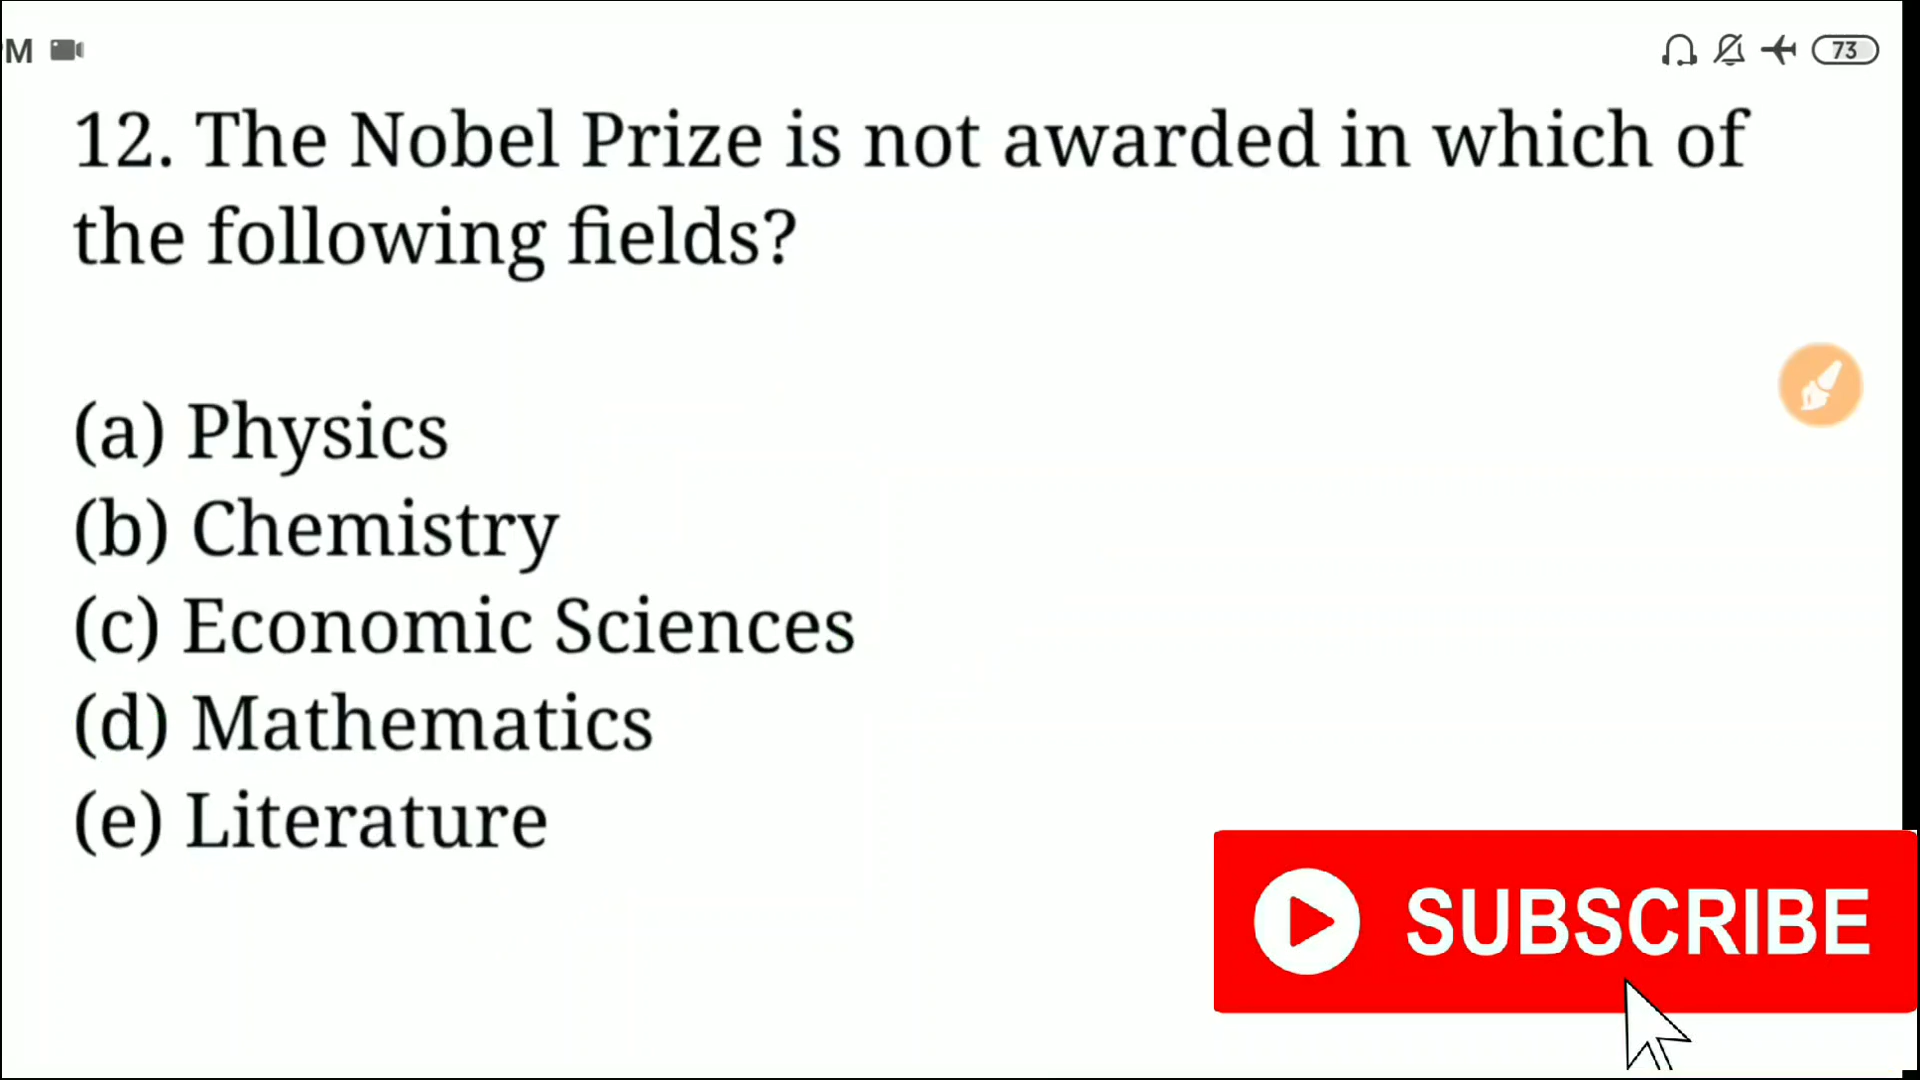 M 73
12. The Nobel Prize is not awarded in which of
the following fields?
(a) Physics
(b) Chemistry
(c) Economic Sciences
(d) Mathematics
(e) Literature
SUBSCRIBE